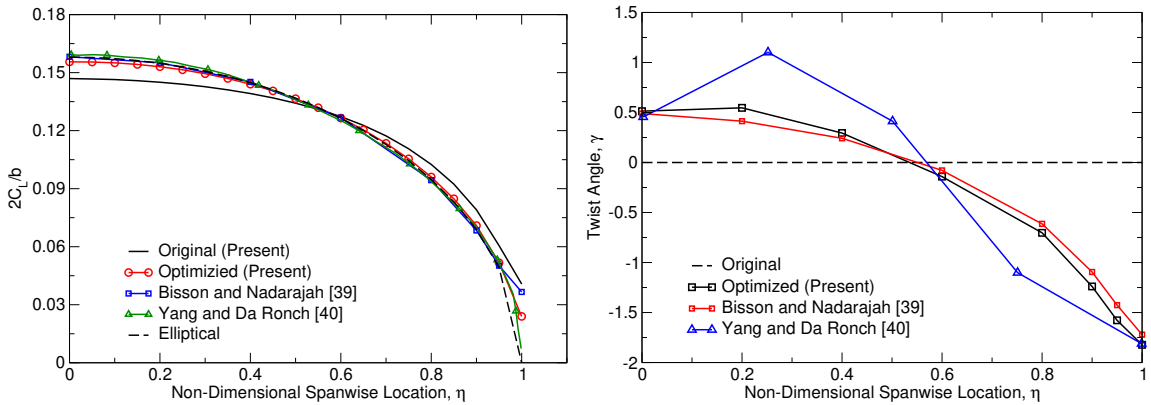 0.18
0.15
0.12
0.09
0.06
0.03
0
2C_L/b
Original (Present)
Optimizied (Present)
Bisson and Nadarajah [39]
Yang and Da Ronch [40]
Elliptical
0 0.2 0.4 0.6 0.8 1
Non-Dimensional Spanwise Location, η
1.5
1
0.5
0
-0.5
-1
-1.5
-2
Twist Angle, γ
Original
Optimized (Present)
Bisson and Nadarajah [39]
Yang and Da Ronch [40]
0 0.2 0.4 0.6 0.8 1
Non-Dimensional Spanwise Location, η